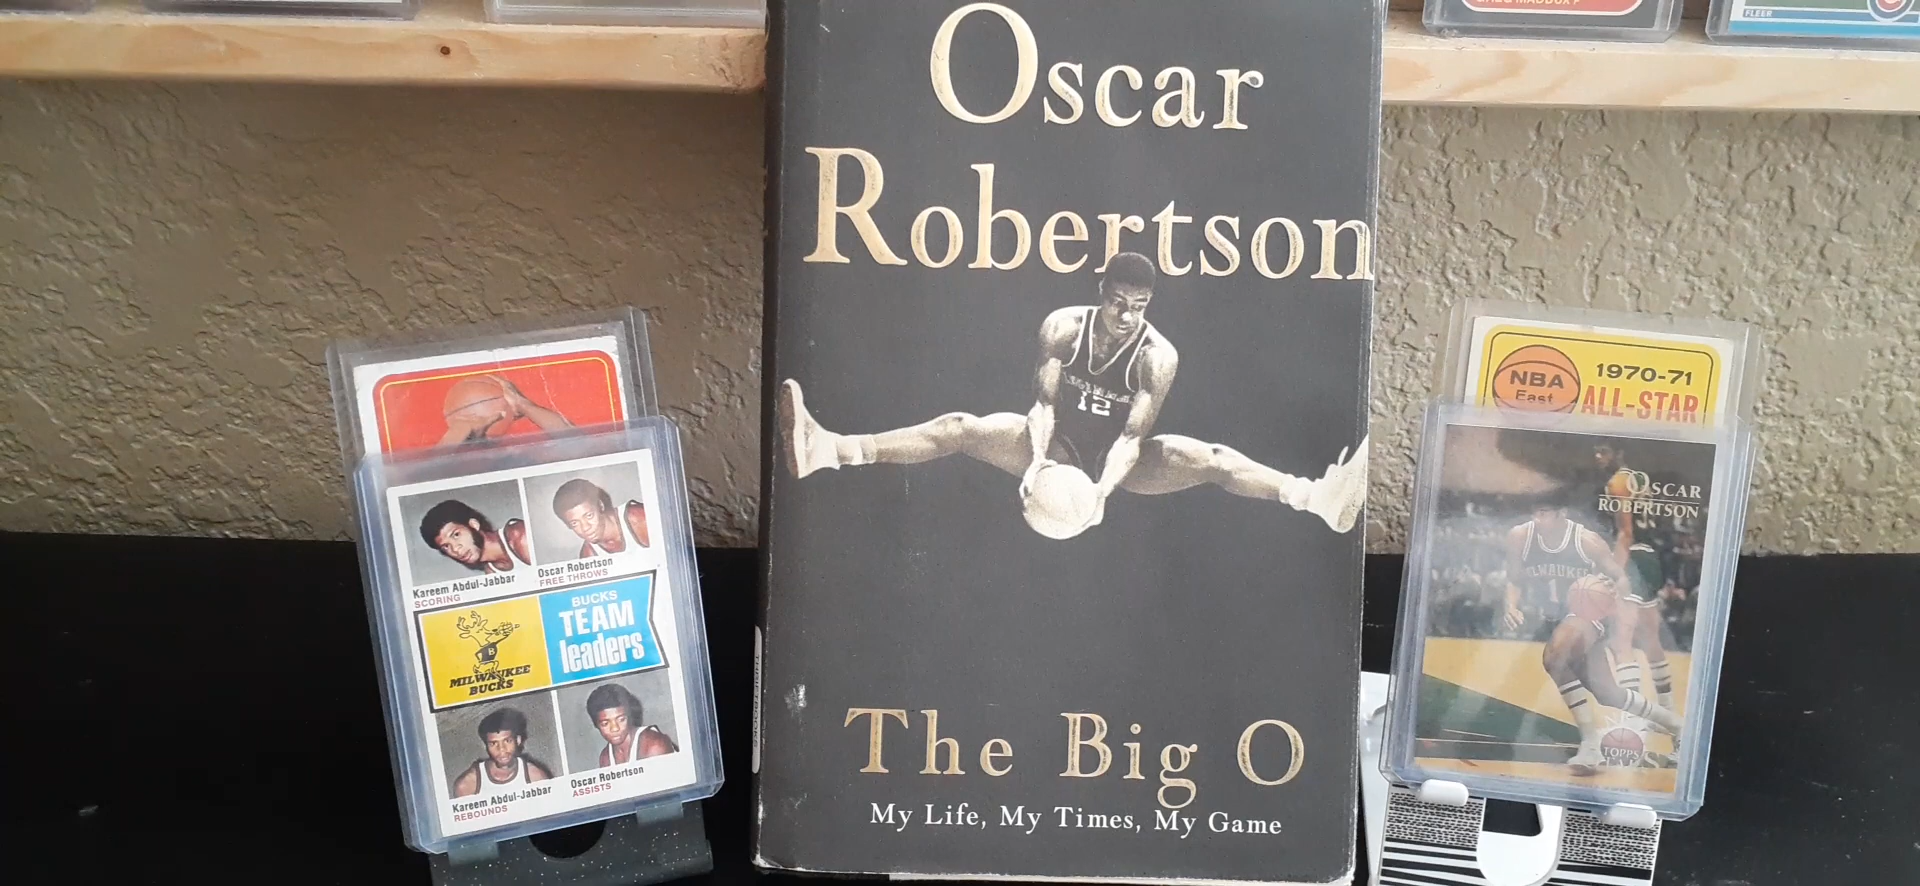 GREG MADDUX P
FLEER
Oscar
Robertson
12
The Big O
My Life, My Times, My Game
Kareem Abdul-Jabbar
SCORING
Oscar Robertson
FREE THROWS
B
MILWAUKEE
BUCKS
BUCKS
TEAM
leaders
Kareem Abdul-Jabbar
REBOUNDS
Oscar Robertson
ASSISTS
NBA
East
1970-71
ALL-STAR
OSCAR
ROBERTSON
TOPPS